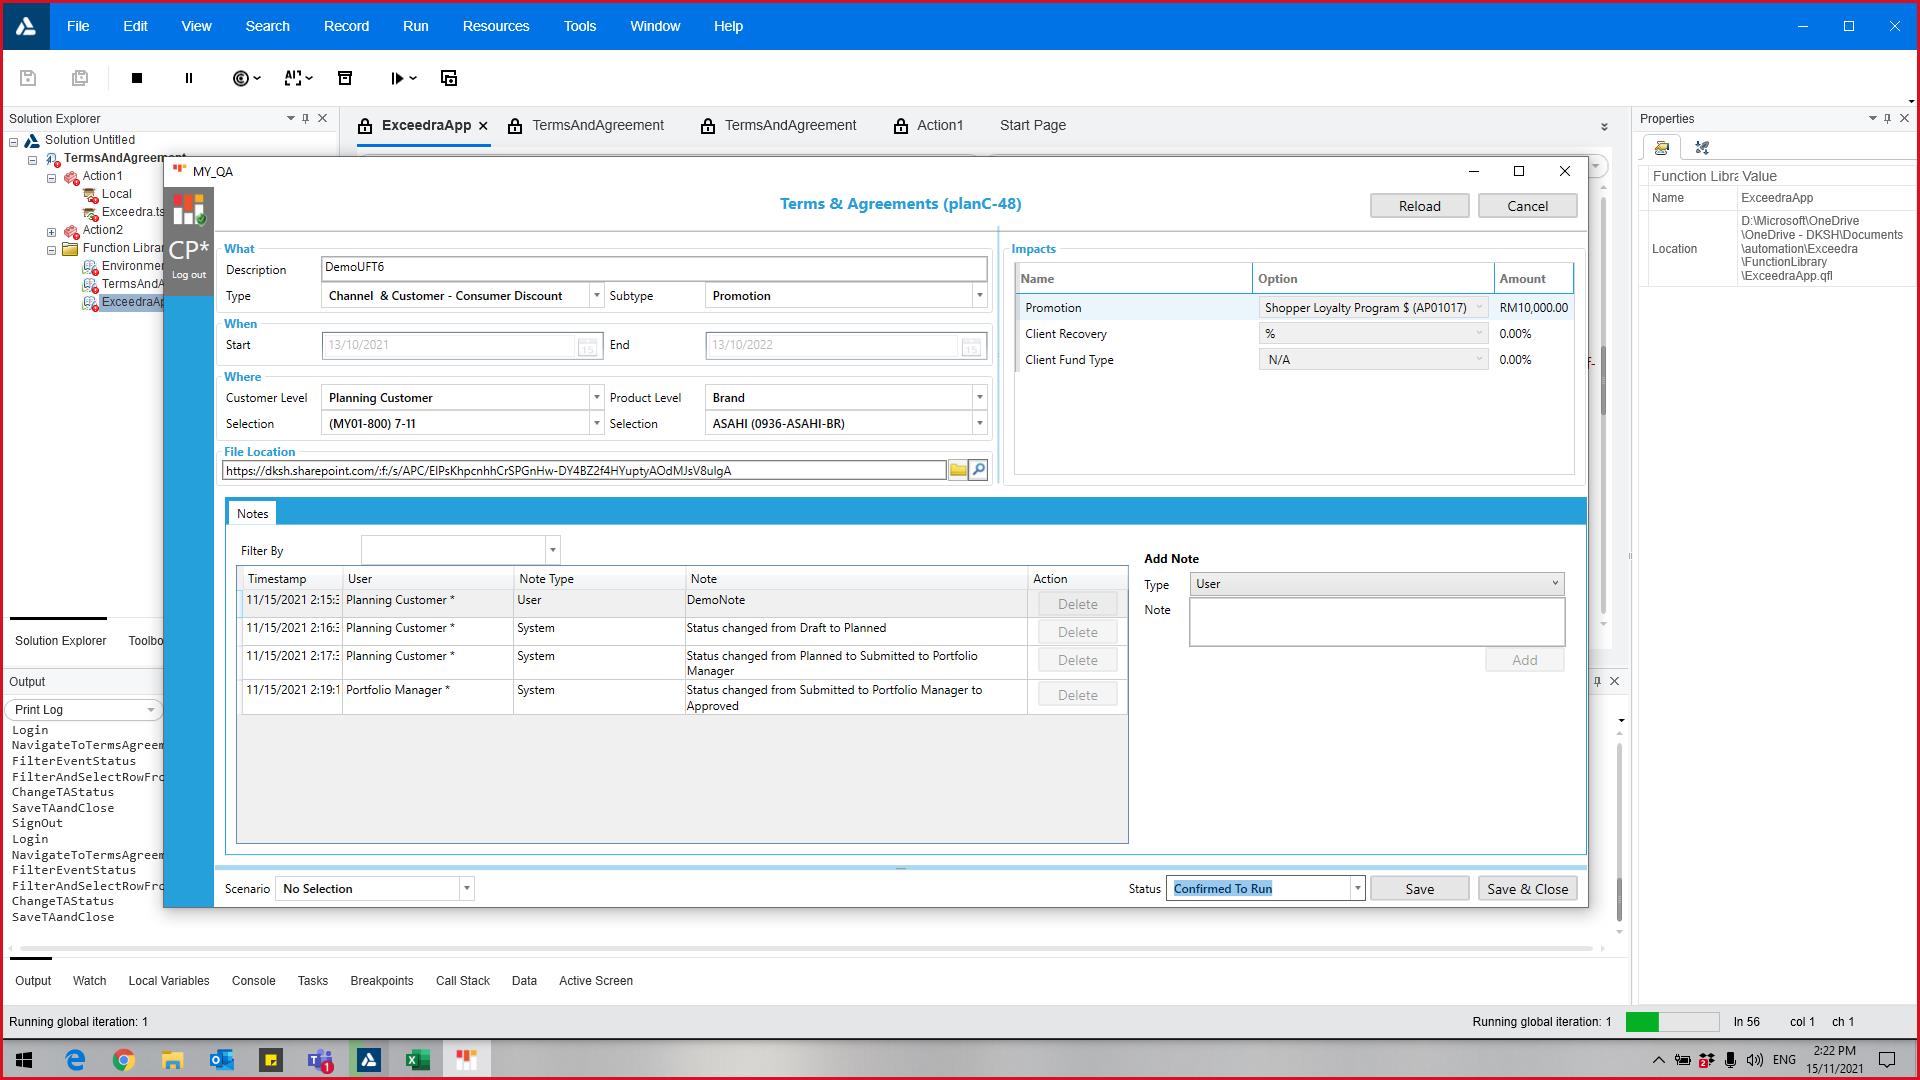 File Edit View Search Record Run Resources Tools Window Help
Solution Explorer
Solution Untitled
TermsAndAgreement
Action1
Local
Exceedra.ts
Action2
Function Librar
Environmen
TermsAndA
ExceedraAp
ExceedraApp TermsAndAgreement TermsAndAgreement Action1 Start Page
MY_QA
CP*
Log out
Terms & Agreements (planC-48)
Reload Cancel
What
Description DemoUFT6
Type Channel & Customer - Consumer Discount Subtype Promotion
When
Start 13/10/2021 End 13/10/2022
Where
Customer Level Planning Customer Product Level Brand
Selection (MY01-800) 7-11 Selection ASAHI (0936-ASAHI-BR)
File Location
Impacts
Name Option Amount
Promotion Shopper Loyalty Program $ (AP01017) RM10,000.00
Client Recovery % 0.00%
Client Fund Type N/A 0.00%
Notes
Filter By
Timestamp User Note Type Note Action
11/15/2021 2:15:3 Planning Customer * User DemoNote Delete
11/15/2021 2:16:3 Planning Customer * System Status changed from Draft to Planned Delete
11/15/2021 2:17:3 Planning Customer * System Status changed from Planned to Submitted to Portfolio
Manager Delete
11/15/2021 2:19:1 Portfolio Manager * System Status changed from Submitted to Portfolio Manager to
Approved Delete
Add Note
Type User
Note
Add
Scenario No Selection
Status Confirmed To Run Save Save & Close
Properties
Function Libra Value
Name ExceedraApp
Location D:\Microsoft\OneDrive
\OneDrive - DKSH\Documents
\automation\Exceedra
\FunctionLibrary
\ExceedraApp.qfl
Solution Explorer Toolbo
Output
Print Log
Login
NavigateToTermsAgreem
FilterEventStatus
FilterAndSelectRowFro
ChangeTAStatus
SaveTAandClose
SignOut
Login
NavigateToTermsAgreem
FilterEventStatus
FilterAndSelectRowFro
ChangeTAStatus
SaveTAandClose
Output Watch Local Variables Console Tasks Breakpoints Call Stack Data Active Screen
Running global iteration: 1
Running global iteration: 1 ln 56 col 1 ch 1
ENG
2:22 PM
15/11/2021